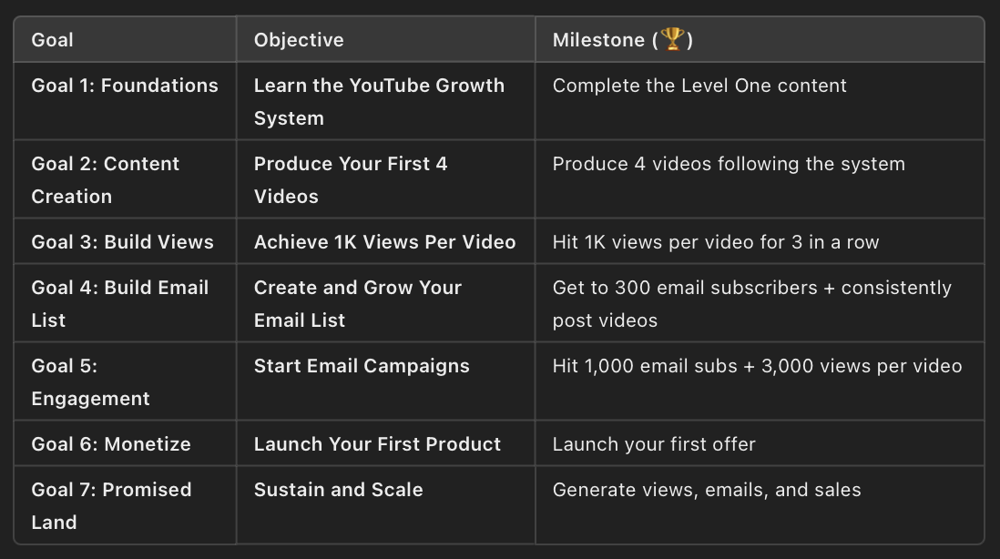 Goal
Objective
Milestone (🏆)
Goal 1: Foundations
Learn the YouTube Growth
System
Complete the Level One content
Goal 2: Content
Creation
Produce Your First 4
Videos
Produce 4 videos following the system
Goal 3: Build Views
Achieve 1K Views Per Video
Hit 1K views per video for 3 in a row
Goal 4: Build Email
List
Create and Grow Your
Email List
Get to 300 email subscribers + consistently
post videos
Goal 5:
Engagement
Start Email Campaigns
Hit 1,000 email subs + 3,000 views per video
Goal 6: Monetize
Launch Your First Product
Launch your first offer
Goal 7: Promised
Land
Sustain and Scale
Generate views, emails, and sales